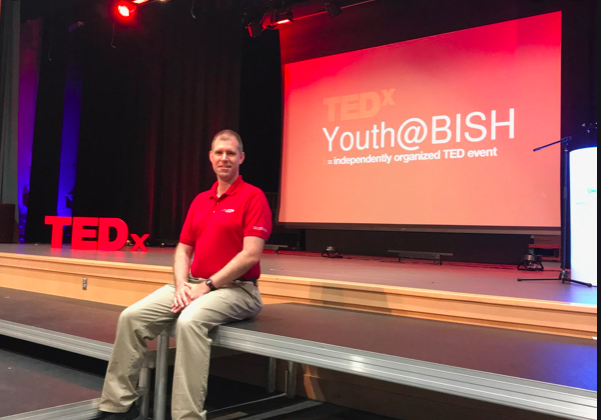 TEDx
Youth@BISH
= independently organized TED event
TEDx